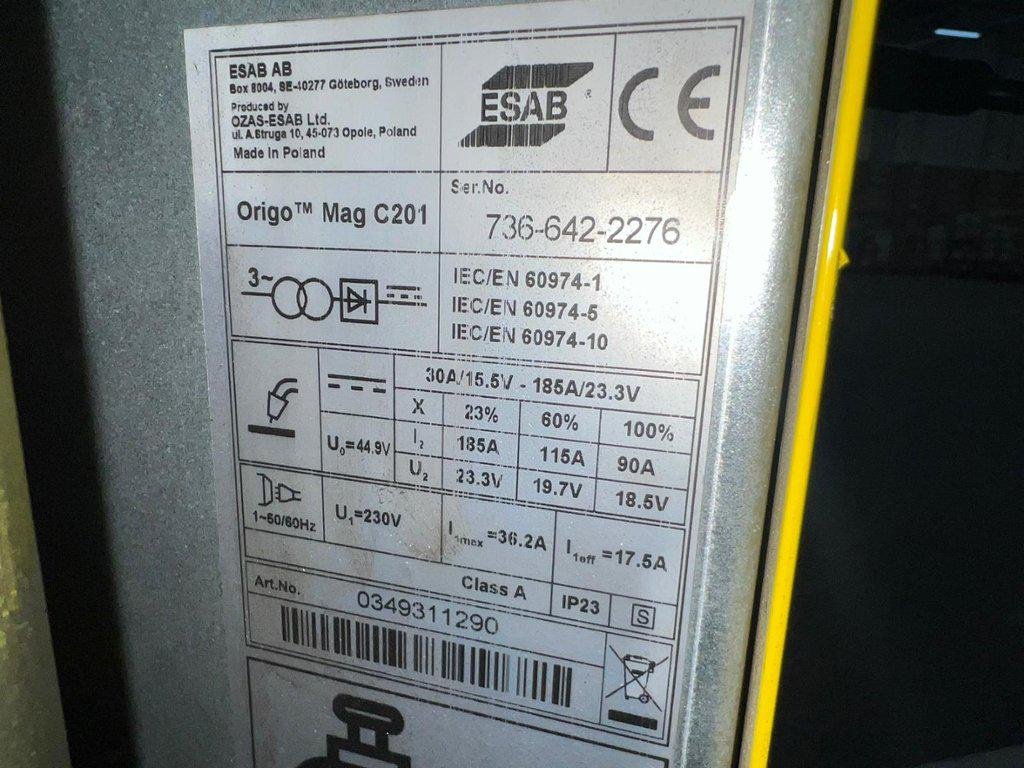 ESAB AB
Box 8004, SE-40277 Göteborg, Sweden
Produced by
OZAS-ESAB Ltd.
ul. A.Struga 10, 45-073 Opole, Poland
Made in Poland
ESAB ®
CE
Origo™ Mag C201
Ser.No.
736-642-2276
3~
IEC/EN 60974-1
IEC/EN 60974-5
IEC/EN 60974-10
30A/15.5V - 185A/23.3V
X 23% 60% 100%
U₀=44.9V
I₂ 185A 115A 90A
U₂ 23.3V 19.7V 18.5V
1~50/60Hz
U₁=230V
I₁max =36.2A
I₁eff =17.5A
Class A
IP23
S
Art.No.
0349311290